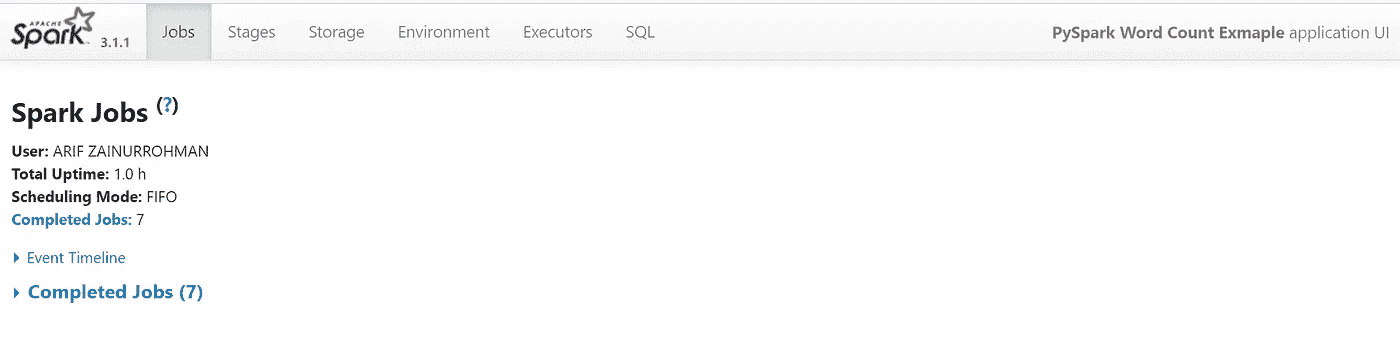 APACHE
Spark 3.1.1 Jobs Stages Storage Environment Executors SQL PySpark Word Count Exmaple application UI
Spark Jobs (?)
User: ARIF ZAINURROHMAN
Total Uptime: 1.0 h
Scheduling Mode: FIFO
Completed Jobs: 7
Event Timeline
Completed Jobs (7)